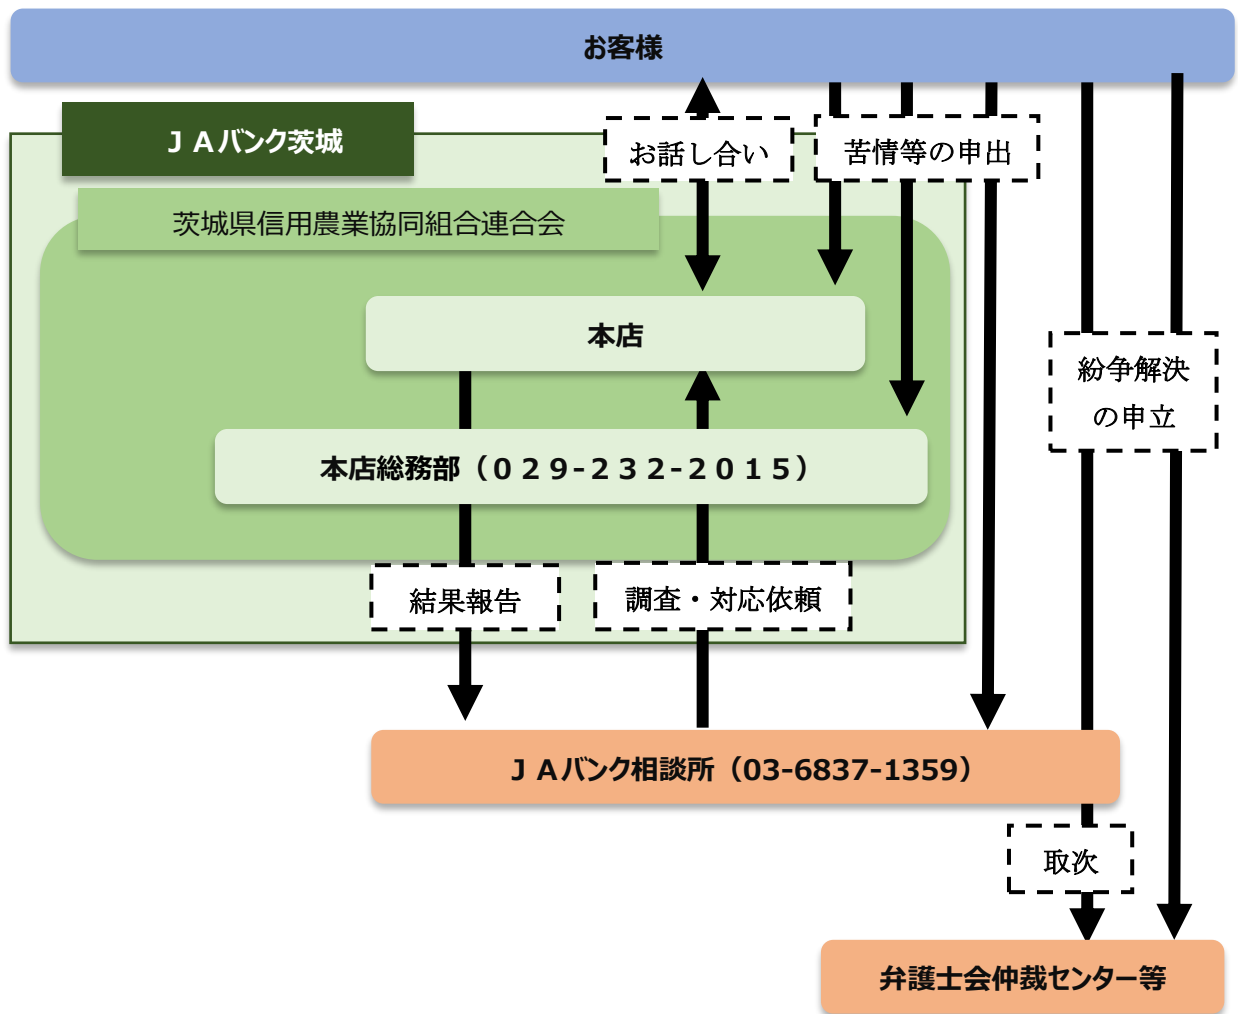 お客様
ＪＡバンク茨城
お話し合い
苦情等の申出
茨城県信用農業協同組合連合会
本店
紛争解決
の申立
本店総務部（０２９-２３２-２０１５）
結果報告
調査・対応依頼
ＪＡバンク相談所（03-6837-1359）
取次
弁護士会仲裁センター等